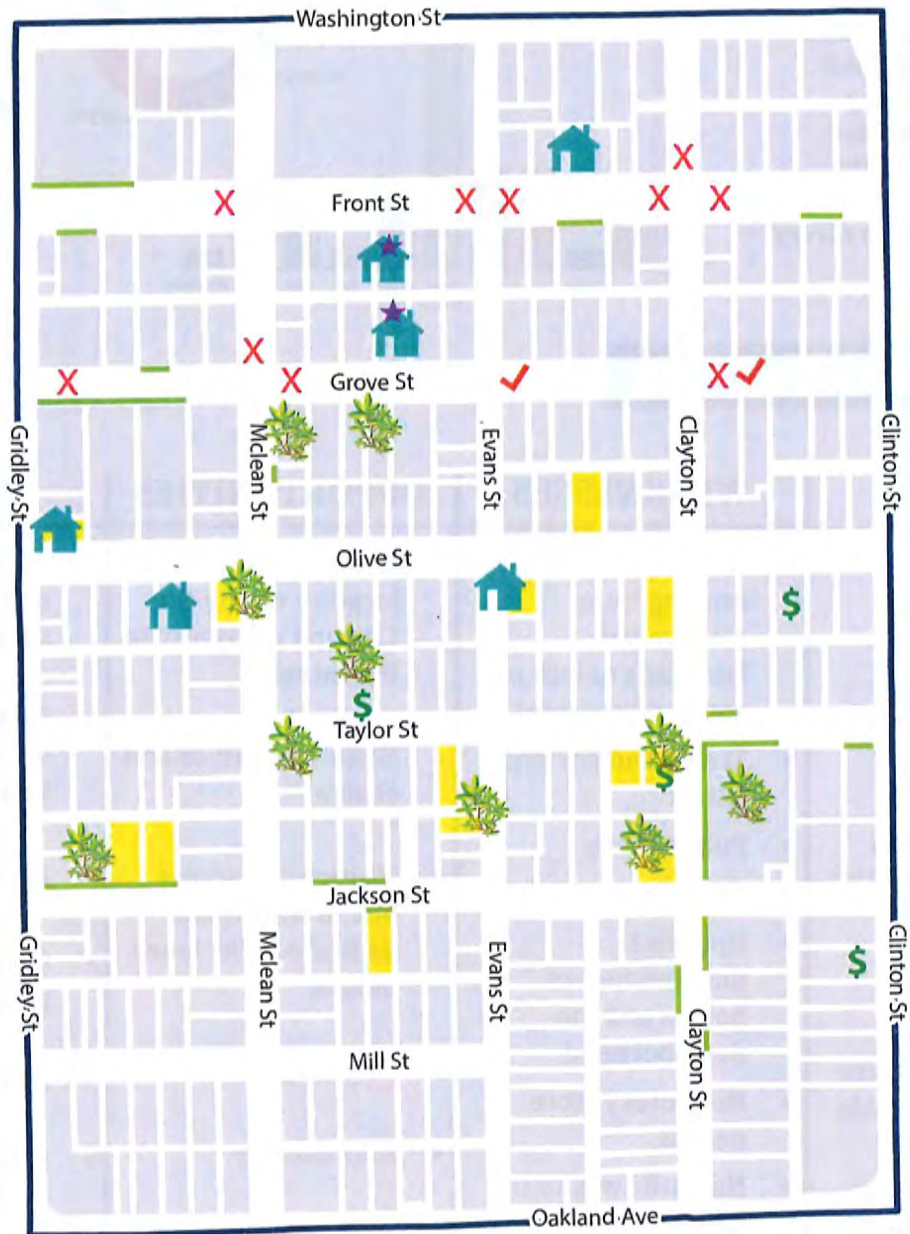 Washington St
Front St
Grove St
Gridley St
Mclean St
Evans St
Clayton St
Clinton St
Olive St
$
$
Taylor St
$
Jackson St
Gridley St
Mclean St
Evans St
$
Clayton St
Clinton St
Mill St
Oakland Ave